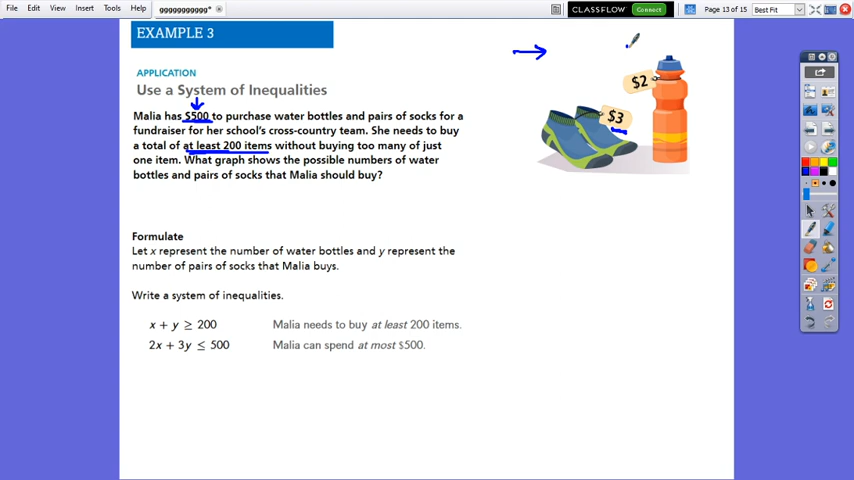 File Edit View Insert Tools Help
gggggggggggg*
CLASSFLOW Connect
Page 13 of 15
Best Fit
EXAMPLE 3
APPLICATION
Use a System of Inequalities
Malia has $500 to purchase water bottles and pairs of socks for a
fundraiser for her school's cross-country team. She needs to buy
a total of at least 200 items without buying too many of just
one item. What graph shows the possible numbers of water
bottles and pairs of socks that Malia should buy?
$2
$3
Formulate
Let x represent the number of water bottles and y represent the
number of pairs of socks that Malia buys.
Write a system of inequalities.
x + y ≥ 200 Malia needs to buy at least 200 items.
2x + 3y ≤ 500 Malia can spend at most $500.